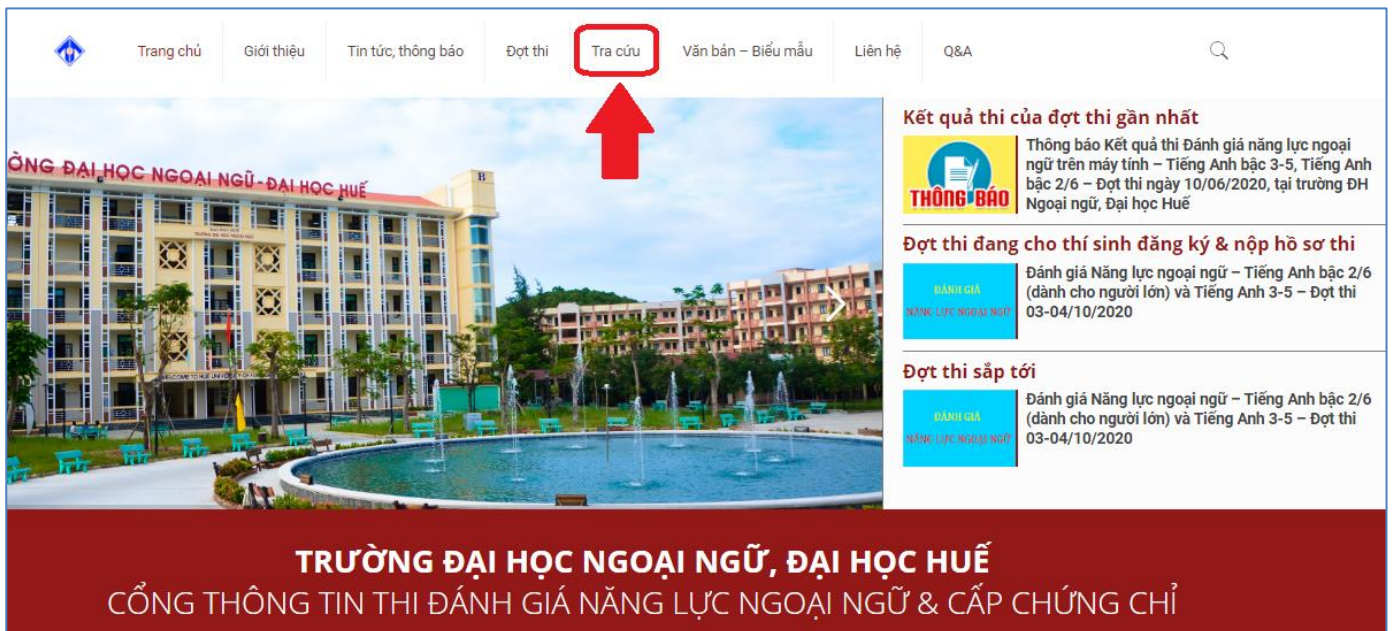 Trang chủ
Giới thiệu
Tin tức, thông báo
Đợt thi
Tra cứu
Văn bản – Biểu mẫu
Liên hệ
Q&A
ỜNG ĐẠI HỌC NGOẠI NGỮ - ĐẠI HỌC HUẾ
B
Kết quả thi của đợt thi gần nhất
THÔNG BÁO
Thông báo Kết quả thi Đánh giá năng lực ngoại
ngữ trên máy tính – Tiếng Anh bậc 3-5, Tiếng Anh
bậc 2/6 – Đợt thi ngày 10/06/2020, tại trường ĐH
Ngoại ngữ, Đại học Huế
Đợt thi đang cho thí sinh đăng ký & nộp hồ sơ thi
ĐÁNH GIÁ
NĂNG LỰC NGOẠI NGỮ
Đánh giá Năng lực ngoại ngữ – Tiếng Anh bậc 2/6
(dành cho người lớn) và Tiếng Anh 3-5 – Đợt thi
03-04/10/2020
Đợt thi sắp tới
ĐÁNH GIÁ
NĂNG LỰC NGOẠI NGỮ
Đánh giá Năng lực ngoại ngữ – Tiếng Anh bậc 2/6
(dành cho người lớn) và Tiếng Anh 3-5 – Đợt thi
03-04/10/2020
TRƯỜNG ĐẠI HỌC NGOẠI NGỮ, ĐẠI HỌC HUẾ
CỔNG THÔNG TIN THI ĐÁNH GIÁ NĂNG LỰC NGOẠI NGỮ & CẤP CHỨNG CHỈ